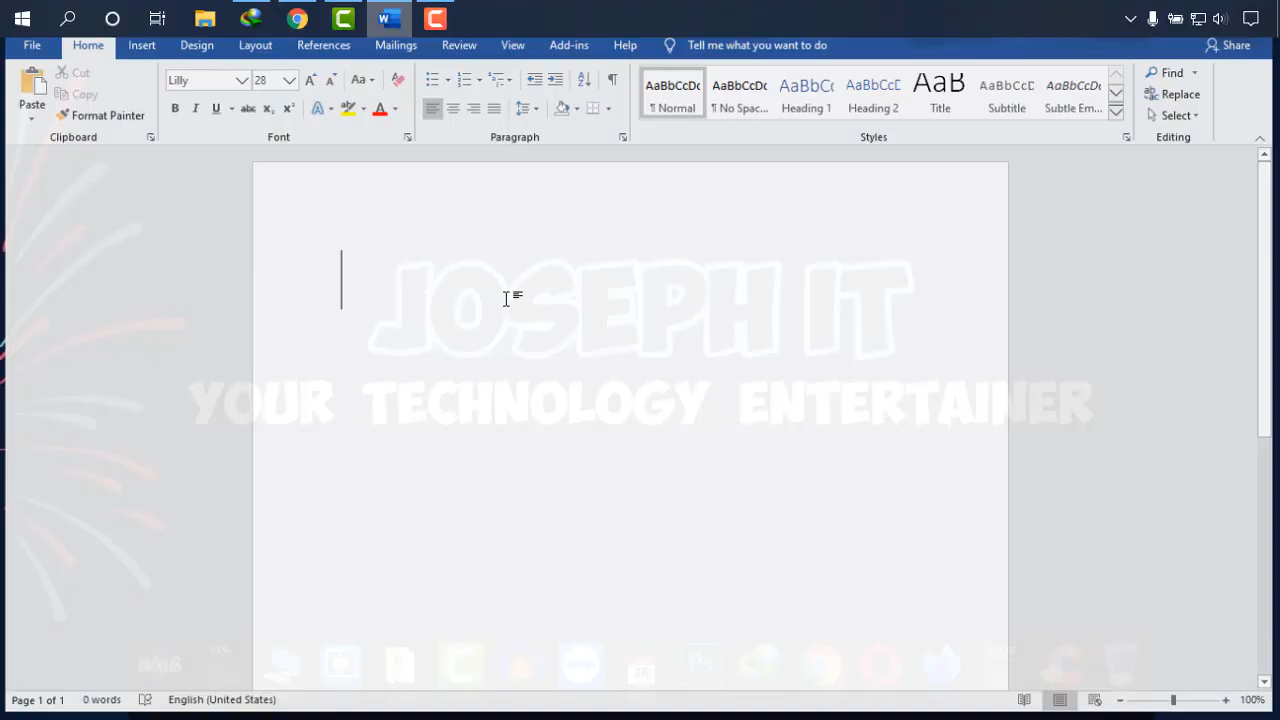 File Home Insert Design Layout References Mailings Review View Add-ins Help Tell me what you want to do Share
Cut
Copy
Format Painter
Paste
Clipboard
Lilly 28
Font
Paragraph
AaBbCcDc AaBbCcDc AaBbCc AaBbCcD AaB AaBbCcD AaBbCcDc
¶ Normal ¶ No Spac... Heading 1 Heading 2 Title Subtitle Subtle Em...
Styles
Find
Replace
Select
Editing
JOSEPH IT
YOUR TECHNOLOGY ENTERTAINER
Page 1 of 1 0 words English (United States) 100%